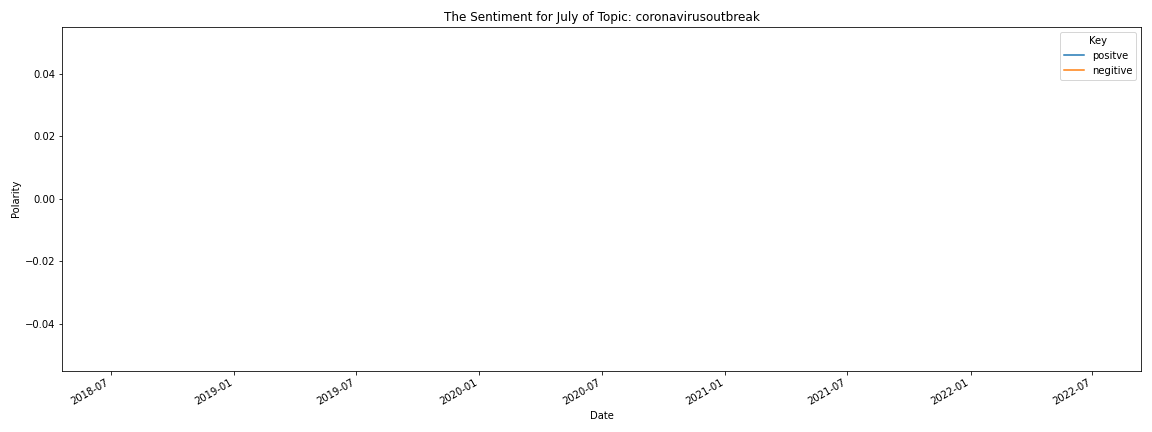 The Sentiment for July of Topic: coronavirusoutbreak
Key
positve
negitive
0.04
0.02
0.00
−0.02
−0.04
Polarity
2018-07
2019-01
2019-07
2020-01
2020-07
2021-01
2021-07
2022-01
2022-07
Date